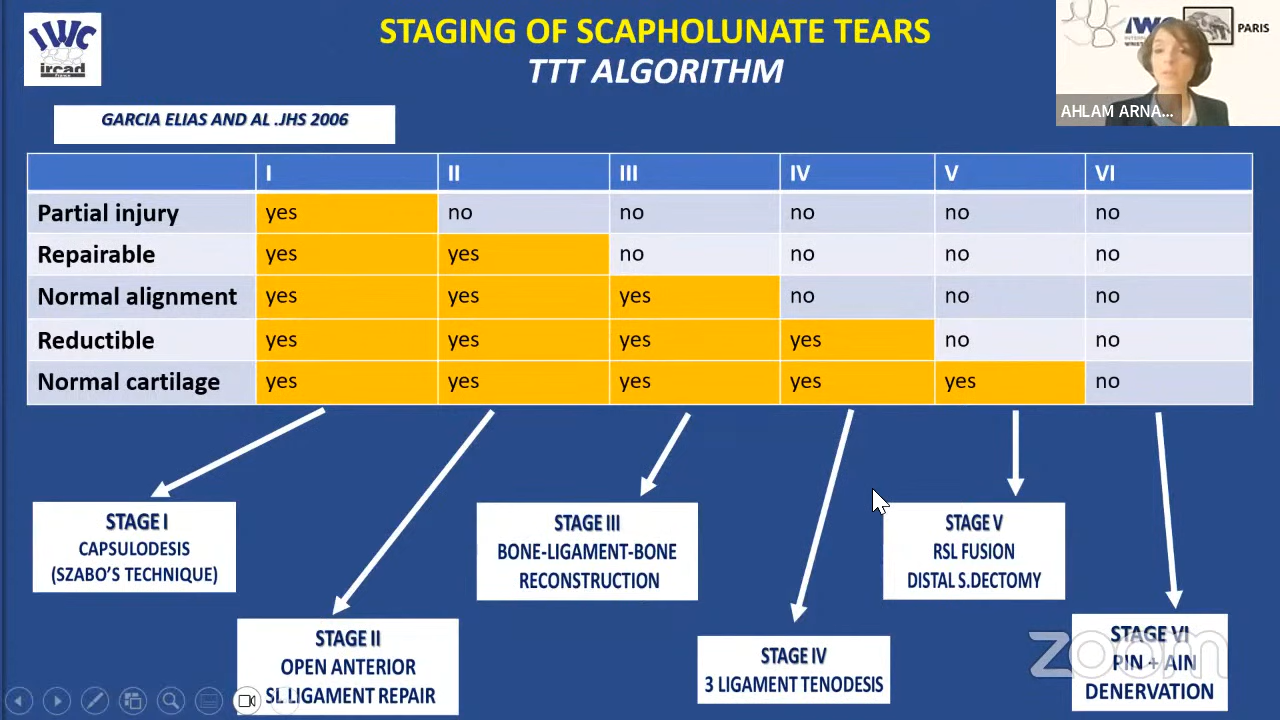 IWC
ircad
France
STAGING OF SCAPHOLUNATE TEARS
TTT ALGORITHM
IWC
PARIS
AHLAM ARNA...
GARCIA ELIAS AND AL .JHS 2006
I II III IV V VI
Partial injury yes no no no no no
Repairable yes yes no no no no
Normal alignment yes yes yes no no no
Reductible yes yes yes yes no no
Normal cartilage yes yes yes yes yes no
STAGE I
CAPSULODESIS
(SZABO'S TECHNIQUE)
STAGE II
OPEN ANTERIOR
SL LIGAMENT REPAIR
STAGE III
BONE-LIGAMENT-BONE
RECONSTRUCTION
STAGE IV
3 LIGAMENT TENODESIS
STAGE V
RSL FUSION
DISTAL S.DECTOMY
STAGE VI
PIN + AIN
DENERVATION
zoom